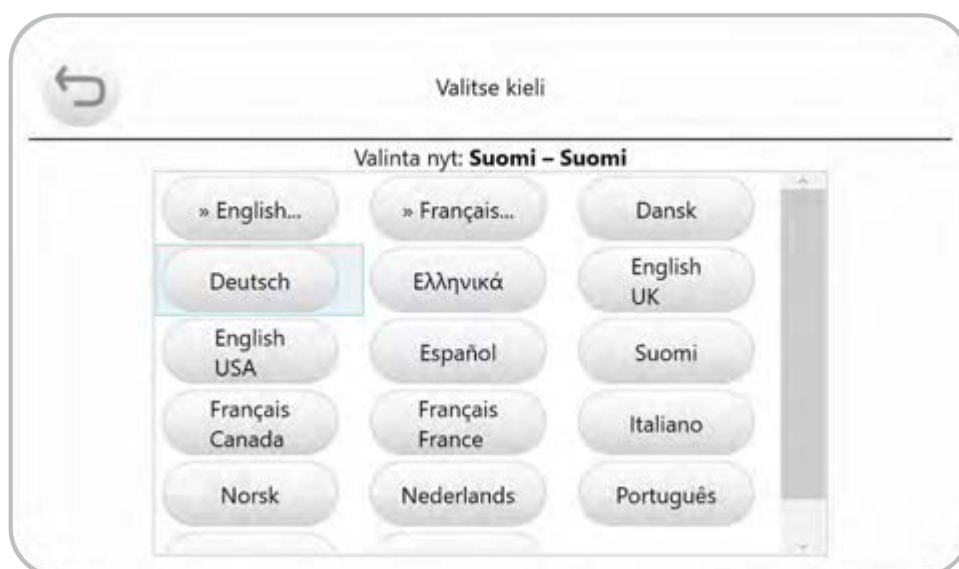 Valitse kieli
Valinta nyt: Suomi – Suomi
» English...
» Français...
Dansk
Deutsch
Ελληνικά
English
UK
English
USA
Español
Suomi
Français
Canada
Français
France
Italiano
Norsk
Nederlands
Português